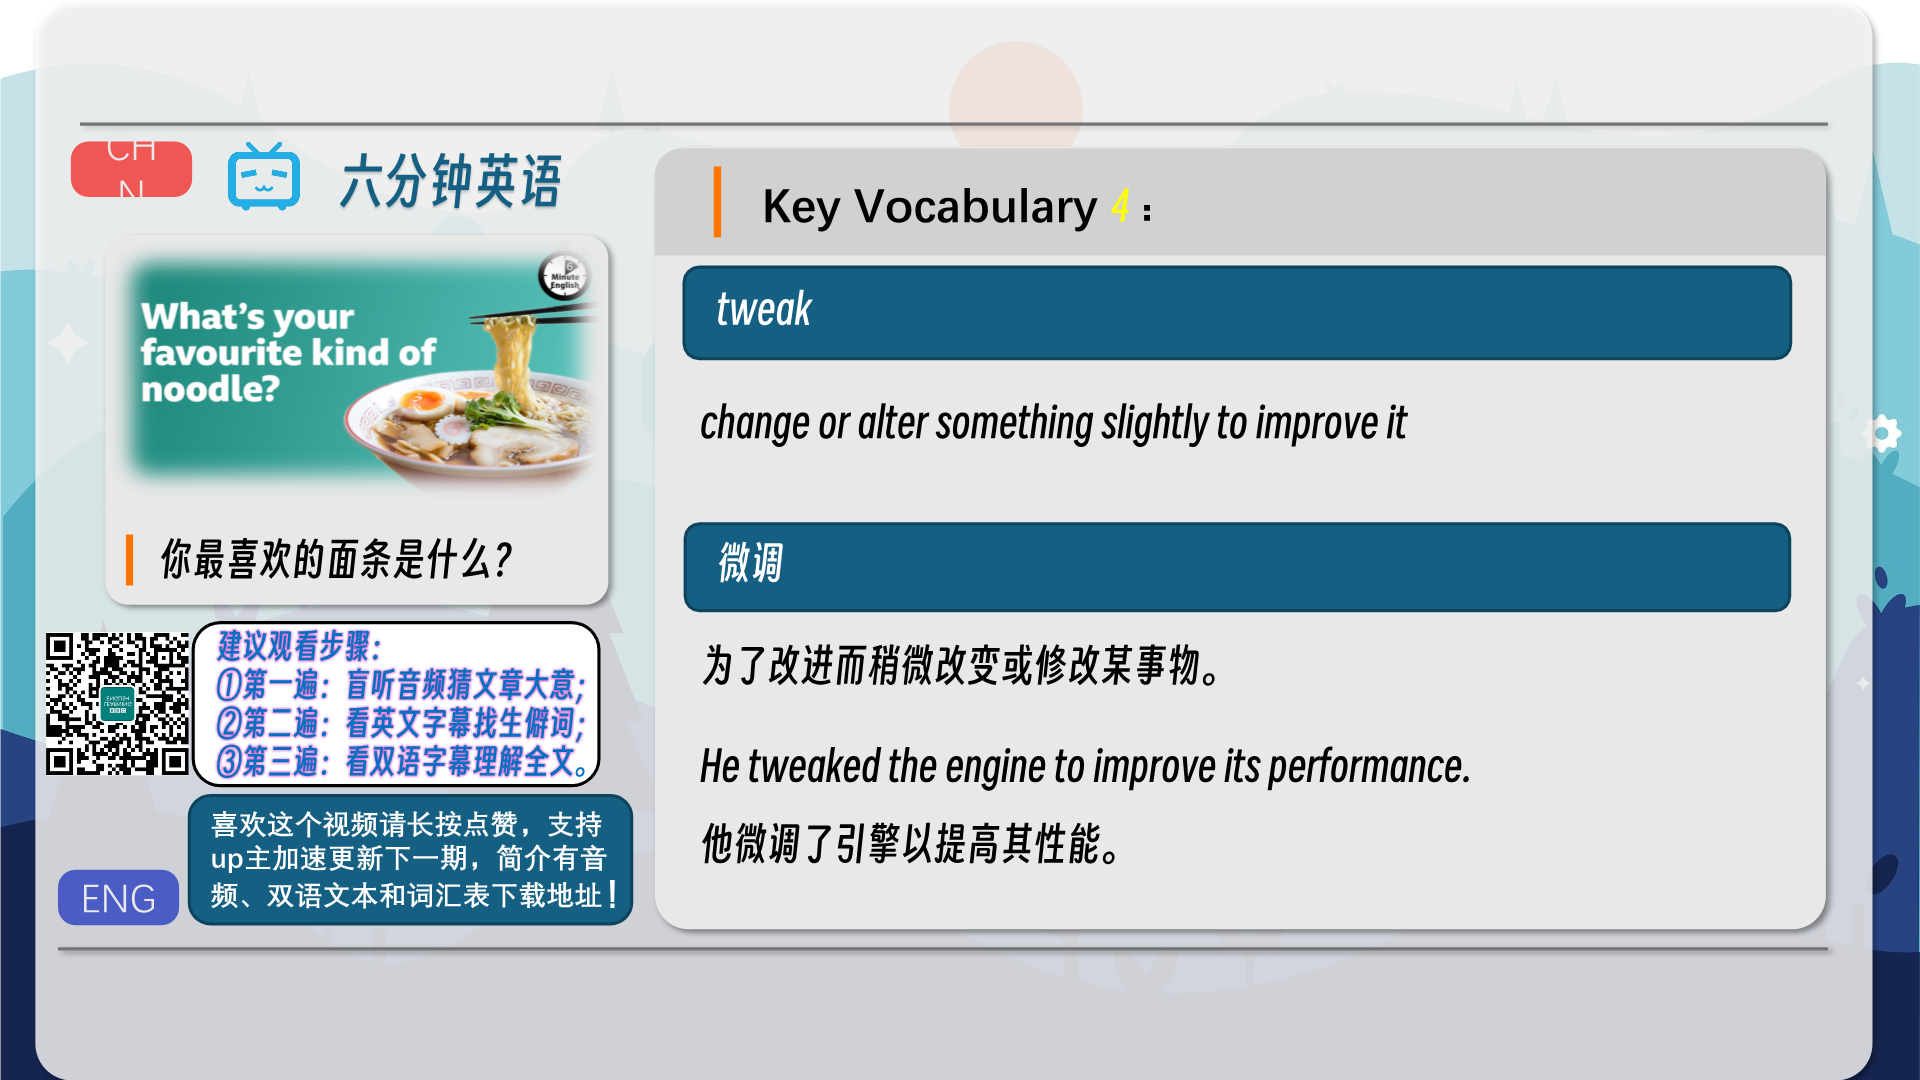 CH
N
六分钟英语
6
Minute
English
What's your
favourite kind of
noodle?
你最喜欢的面条是什么?
建议观看步骤：
①第一遍：盲听音频猜文章大意；
②第二遍：看英文字幕找生僻词；
③第三遍：看双语字幕理解全文。
喜欢这个视频请长按点赞，支持
up主加速更新下一期，简介有音
频、双语文本和词汇表下载地址！
ENG
Key Vocabulary 4：
tweak
change or alter something slightly to improve it
微调
为了改进而稍微改变或修改某事物。
He tweaked the engine to improve its performance.
他微调了引擎以提高其性能。